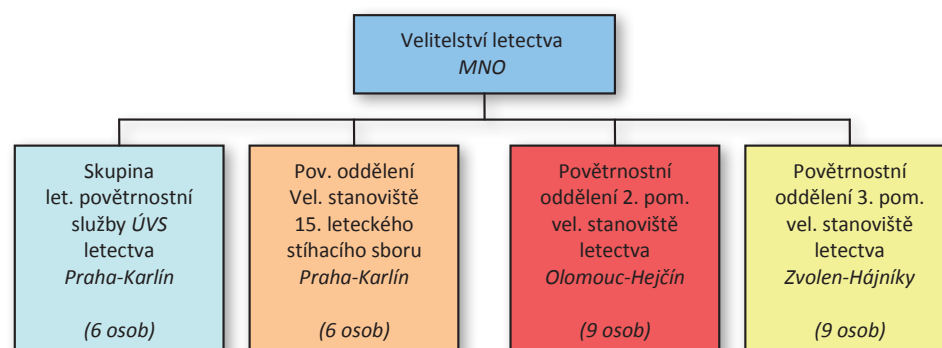 Velitelství letectva
MNO
Skupina
let. povětrnostní
služby ÚVS
letectva
Praha-Karlín
(6 osob)
Pov. oddělení
Vel. stanoviště
15. leteckého
stíhacího sboru
Praha-Karlín
(6 osob)
Povětrnostní
oddělení 2. pom.
vel. stanoviště
letectva
Olomouc-Hejčín
(9 osob)
Povětrnostní
oddělení 3. pom.
vel. stanoviště
letectva
Zvolen-Hájníky
(9 osob)